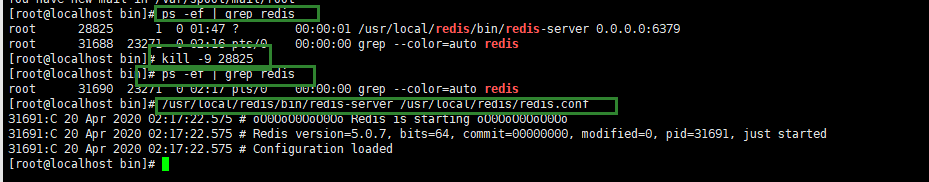 You have new mail in /var/spool/mail/root
[root@localhost bin]# ps -ef | grep redis
root      28825      1  0 01:47 ?        00:00:01 /usr/local/redis/bin/redis-server 0.0.0.0:6379
root      31688  23271  0 02:16 pts/0    00:00:00 grep --color=auto redis
[root@localhost bin]# kill -9 28825
[root@localhost bin]# ps -ef | grep redis
root      31690  23271  0 02:17 pts/0    00:00:00 grep --color=auto redis
[root@localhost bin]# /usr/local/redis/bin/redis-server /usr/local/redis/redis.conf
31691:C 20 Apr 2020 02:17:22.575 # oO0OoO0OoO0Oo Redis is starting oO0OoO0OoO0Oo
31691:C 20 Apr 2020 02:17:22.575 # Redis version=5.0.7, bits=64, commit=00000000, modified=0, pid=31691, just started
31691:C 20 Apr 2020 02:17:22.575 # Configuration loaded
[root@localhost bin]#